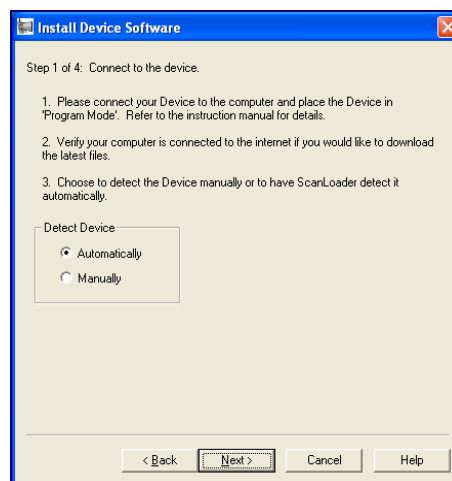 Install Device Software
Step 1 of 4: Connect to the device.
1. Please connect your Device to the computer and place the Device in
'Program Mode'. Refer to the instruction manual for details.
2. Verify your computer is connected to the internet if you would like to download
the latest files.
3. Choose to detect the Device manually or to have ScanLoader detect it
automatically.
Detect Device
Automatically
Manually
< Back
Next >
Cancel
Help